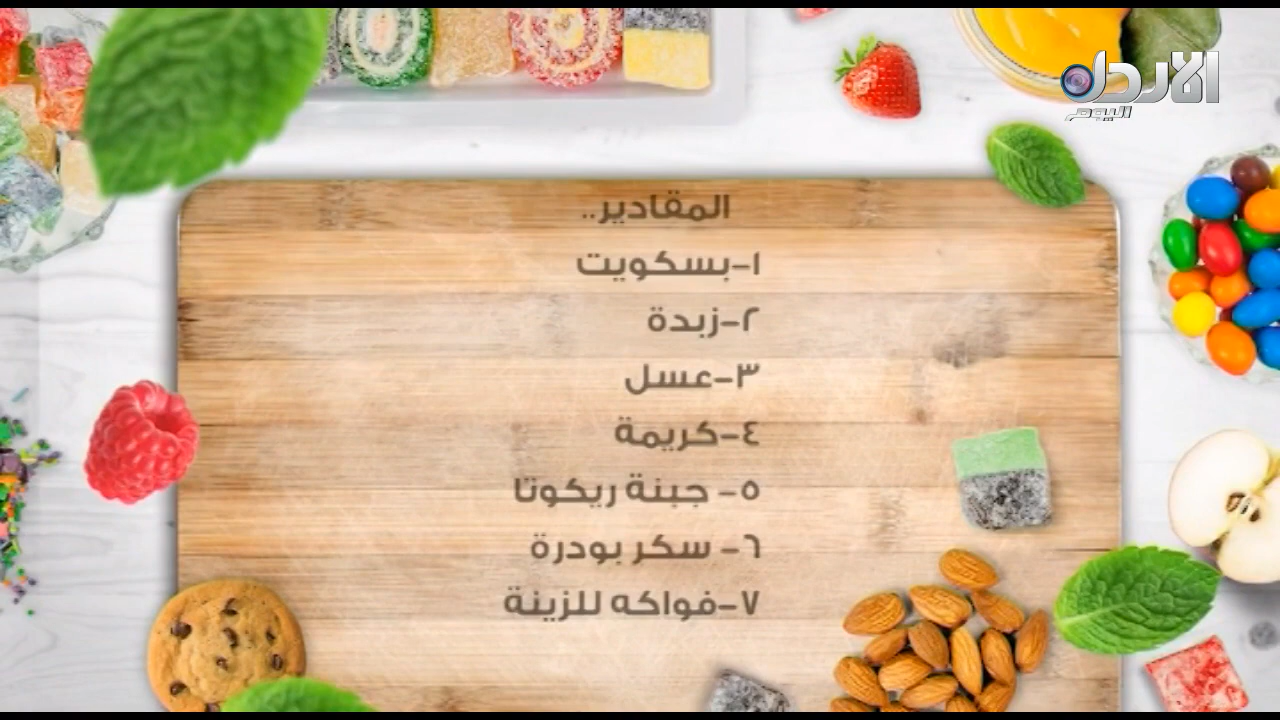 الاردن
اليوم
المقادير..
١-بسكويت
٢-زبدة
٣-عسل
٤-كريمة
٥- جبنة ريكوتا
٦- سكر بودرة
٧-فواكه للزينة